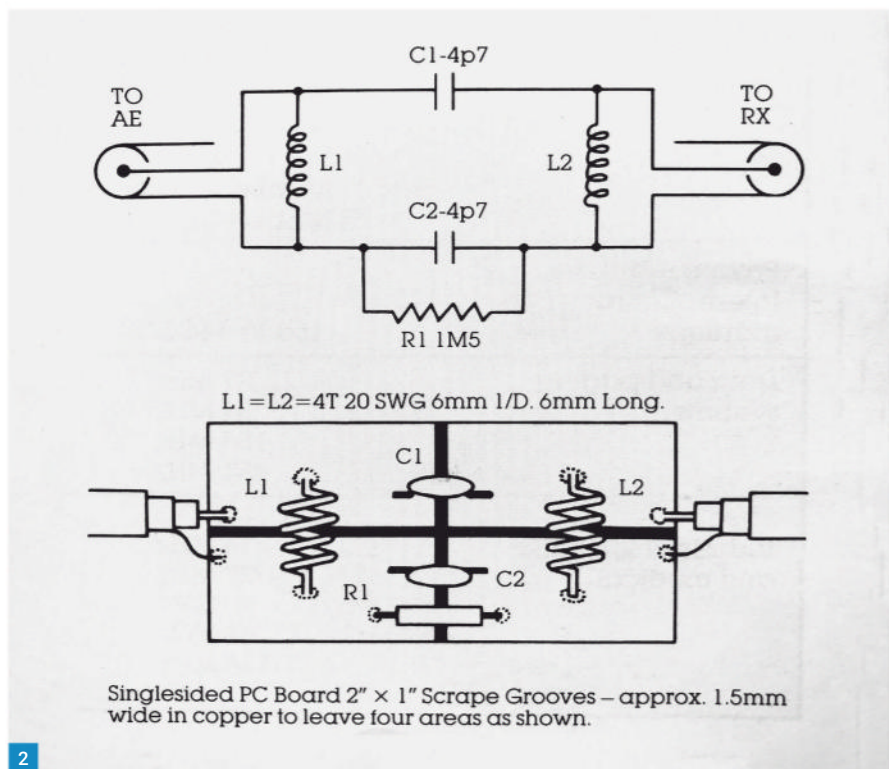 C1-4p7
TO
AE
TO
RX
L1
L2
C2-4p7
R1 1M5
L1=L2=4T 20 SWG 6mm 1/D. 6mm Long.
C1
L1
L2
R1
C2
Singlesided PC Board 2" × 1" Scrape Grooves – approx. 1.5mm
wide in copper to leave four areas as shown.
2